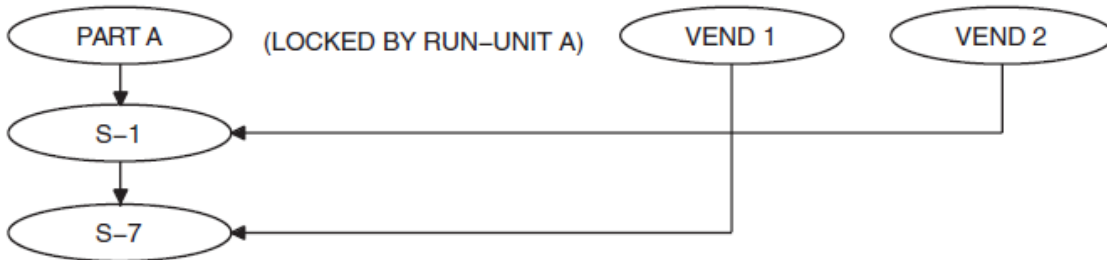 PART A (LOCKED BY RUN–UNIT A) VEND 1 VEND 2
S–1
S–7